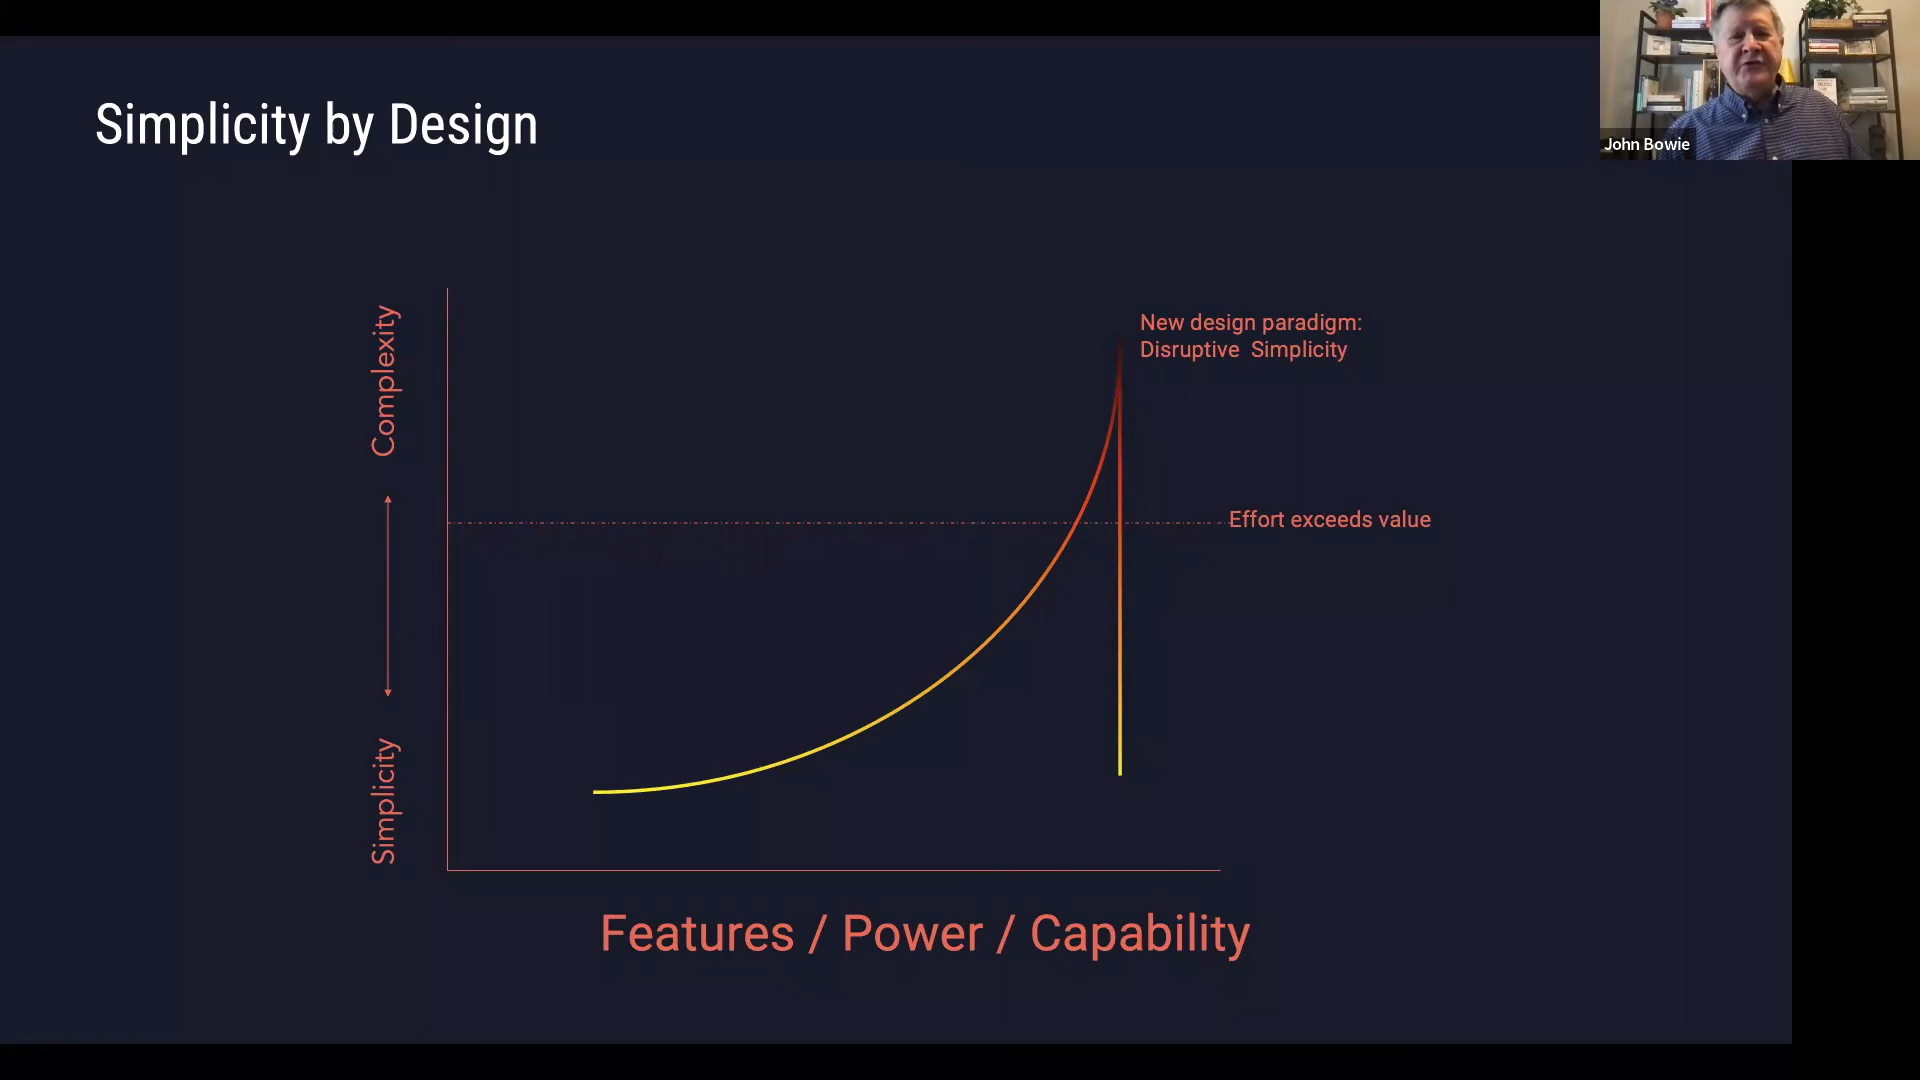 Simplicity by Design
John Bowie
Complexity
Simplicity
New design paradigm:
Disruptive Simplicity
Effort exceeds value
Features / Power / Capability